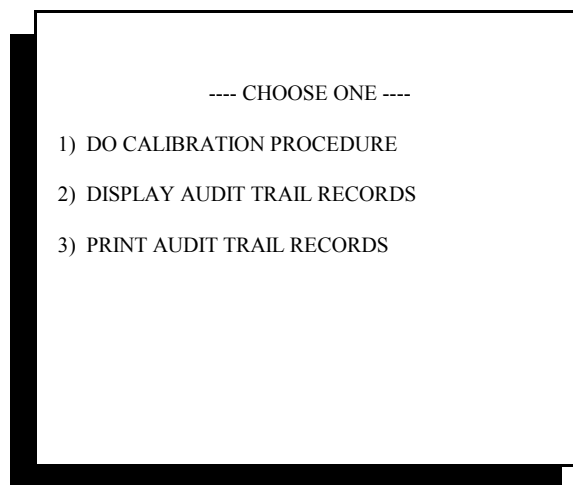 ---- CHOOSE ONE ----
1) DO CALIBRATION PROCEDURE
2) DISPLAY AUDIT TRAIL RECORDS
3) PRINT AUDIT TRAIL RECORDS